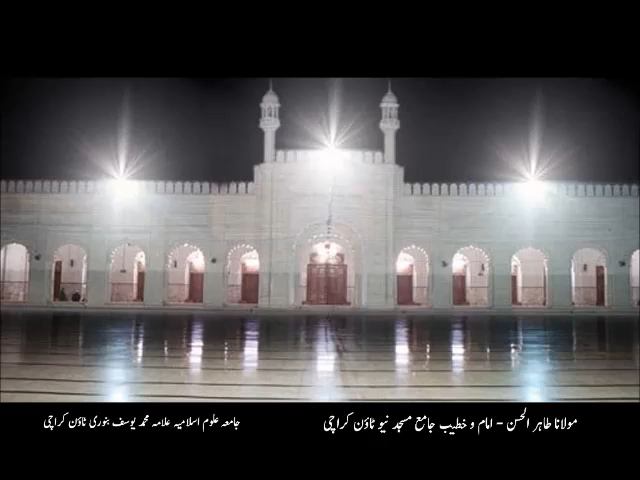 مولانا طاہر الحسن - امام و خطیب جامع مسجد نیو ٹاؤن کراچی
جامعہ علوم اسلامیہ علامہ محمد یوسف بنوری ٹاؤن کراچی